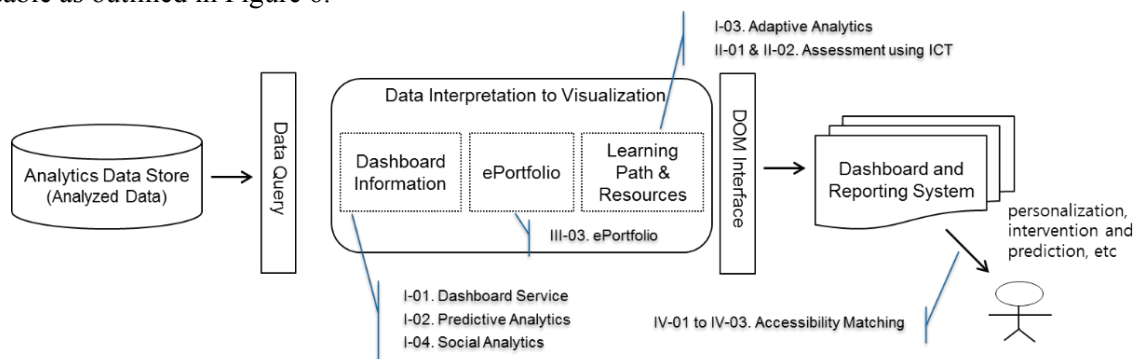 able as outlined in Figure 6.
I-03. Adaptive Analytics
II-01 & II-02. Assessment using ICT
Data Interpretation to Visualization
Analytics Data Store
(Analyzed Data)
Data Query
Dashboard
Information
ePortfolio
Learning
Path &
Resources
DOM Interface
Dashboard and
Reporting System
III-03. ePortfolio
personalization,
intervention and
prediction, etc
I-01. Dashboard Service
I-02. Predictive Analytics
I-04. Social Analytics
IV-01 to IV-03. Accessibility Matching